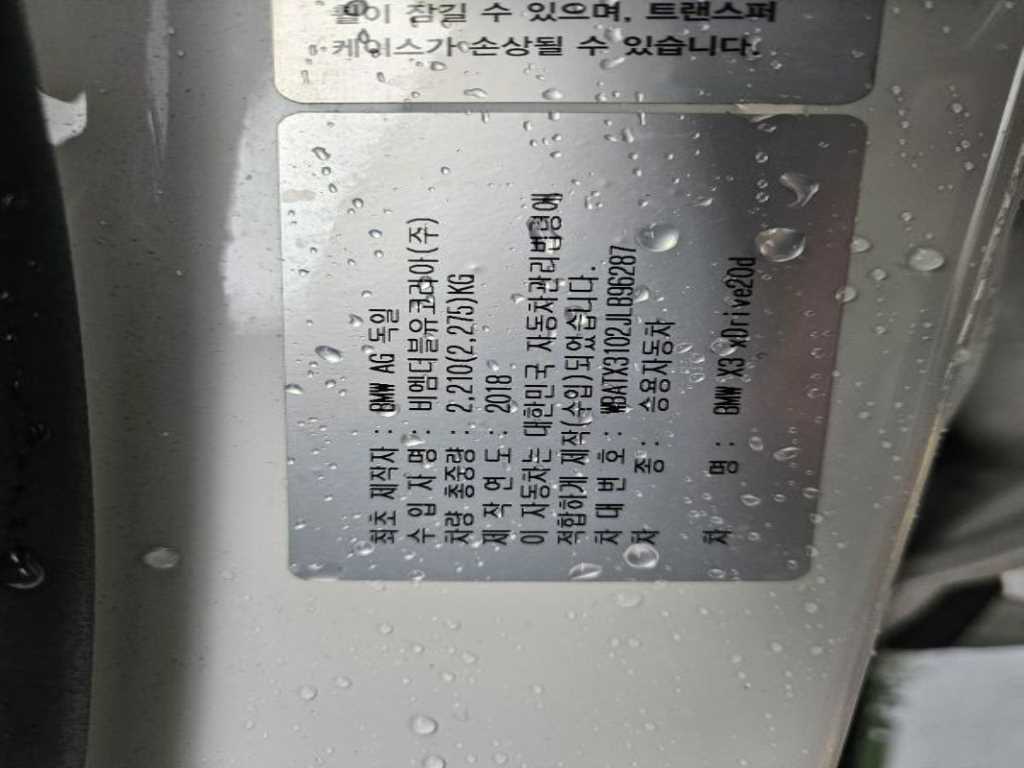 휠이 잠길 수 있으며, 트랜스퍼
케이스가 손상될 수 있습니다.
최초 제작자 : BMW AG 독일
수 입 자 명 : 비엠더블유코리아(주)
차량 총중량 : 2,210(2,275)KG
제 작 연 도 : 2018
이 자동차는 대한민국 자동차관리법령에
적합하게 제작(수입)되었습니다.
차 대 번 호 : WBATX3102JLB96287
차 종 : 승용자동차
차 명 : BMW X3 xDrive20d